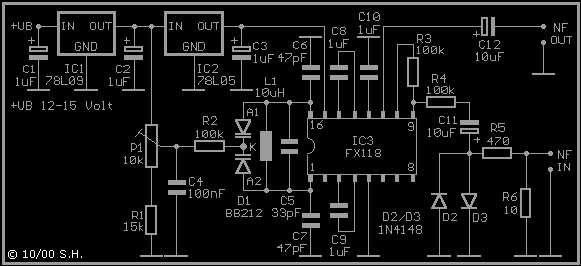 +UB
IN OUT
GND
IC1
78L09
IN OUT
GND
IC2
78L05
C1
1uF
C2
1uF
C3
1uF
+UB 12-15 Volt
C6
47pF
C8
1uF
C10
1uF
R3
100k
C12
10uF
NF
OUT
L1
10uH
R4
100k
C11
10uF
R5
470
NF
IN
R2
100k
A1
K
A2
D1
BB212
P1
10k
C4
100nF
R1
15k
C5
33pF
16 9
IC3
FX118
1 8
C7
47pF
C9
1uF
D2/D3
1N4148
D2
D3
R6
10
© 10/00 S.H.